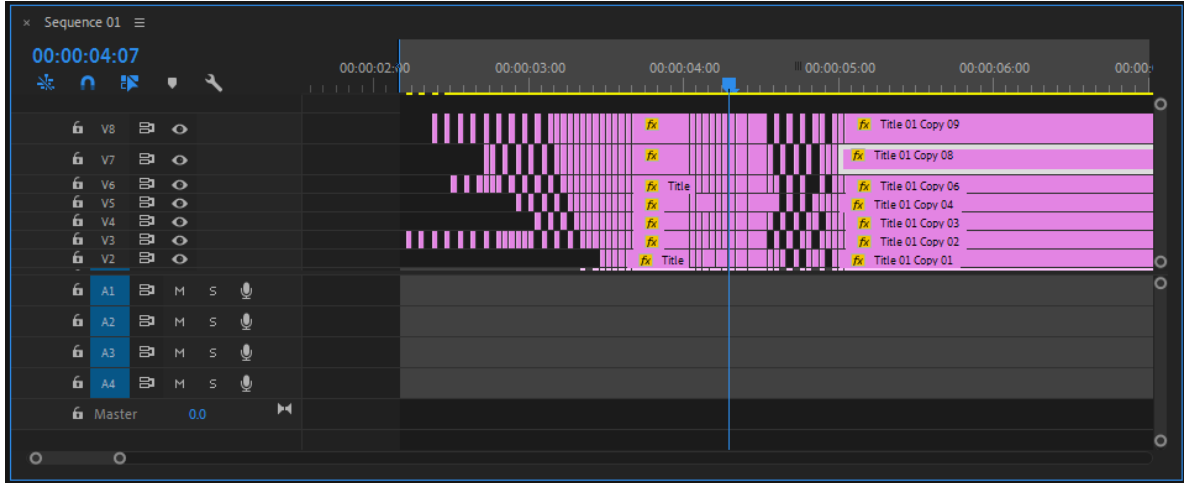 × Sequence 01
00:00:04:07
00:00:02:00 00:00:03:00 00:00:04:00 00:00:05:00 00:00:06:00 00:00:
V8 fx fx Title 01 Copy 09
V7 fx fx Title 01 Copy 08
V6 fx Title fx Title 01 Copy 06
V5 fx fx Title 01 Copy 04
V4 fx fx Title 01 Copy 03
V3 fx fx Title 01 Copy 02
V2 fx Title fx Title 01 Copy 01
A1 M S
A2 M S
A3 M S
A4 M S
Master 0.0